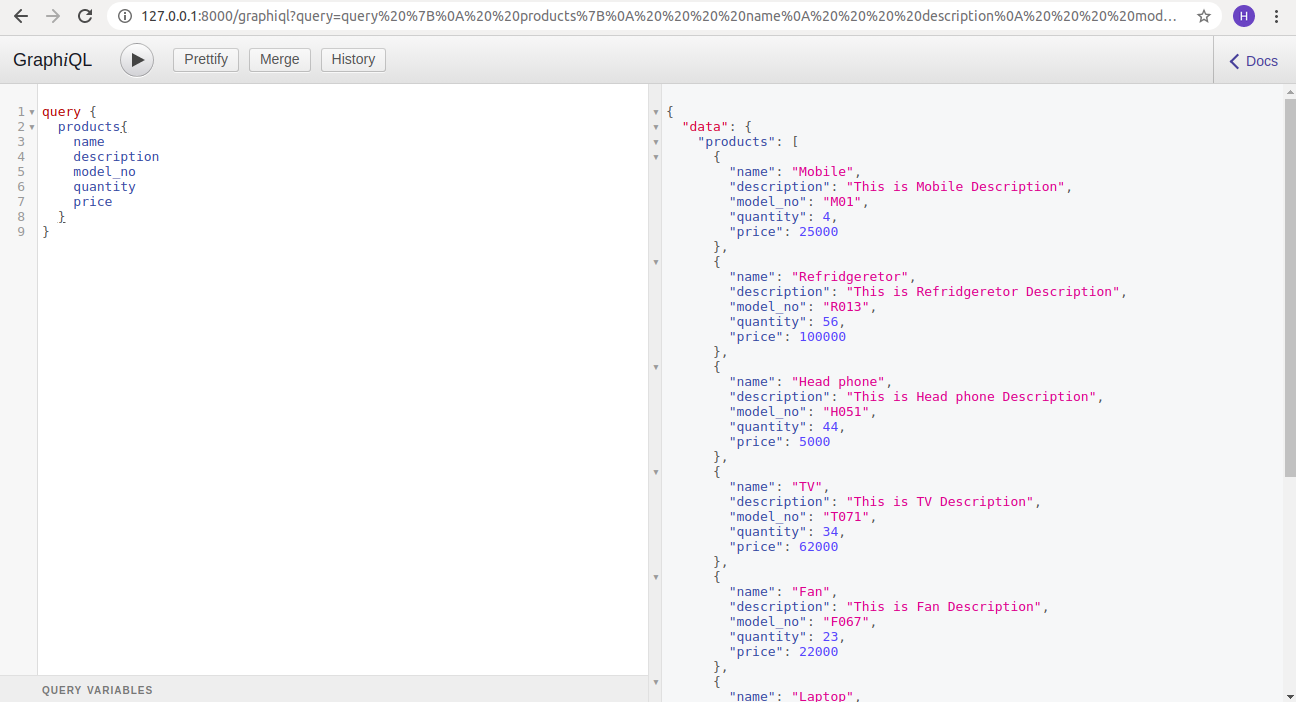 127.0.0.1:8000/graphiql?query=query%20%7B%0A%20%20products%7B%0A%20%20%20%20name%0A%20%20%20%20description%0A%20%20%20%20mod...
H
GraphiQL
Prettify
Merge
History
Docs
1 query {
2 products{
3 name
4 description
5 model_no
6 quantity
7 price
8 }
9 }
QUERY VARIABLES
{
"data": {
"products": [
{
"name": "Mobile",
"description": "This is Mobile Description",
"model_no": "M01",
"quantity": 4,
"price": 25000
},
{
"name": "Refridgeretor",
"description": "This is Refridgeretor Description",
"model_no": "R013",
"quantity": 56,
"price": 100000
},
{
"name": "Head phone",
"description": "This is Head phone Description",
"model_no": "H051",
"quantity": 44,
"price": 5000
},
{
"name": "TV",
"description": "This is TV Description",
"model_no": "T071",
"quantity": 34,
"price": 62000
},
{
"name": "Fan",
"description": "This is Fan Description",
"model_no": "F067",
"quantity": 23,
"price": 22000
},
{
"name": "Laptop",